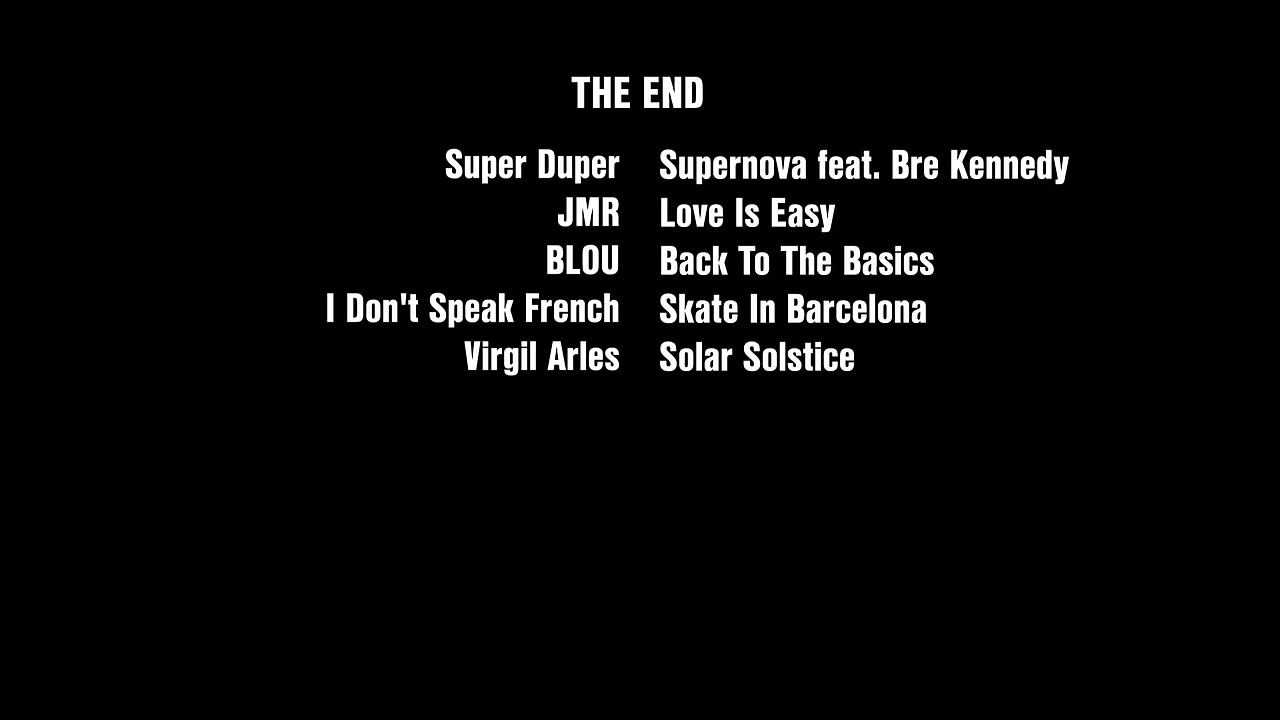 THE END
Super Duper Supernova feat. Bre Kennedy
JMR Love Is Easy
BLOU Back To The Basics
I Don't Speak French Skate In Barcelona
Virgil Arles Solar Solstice